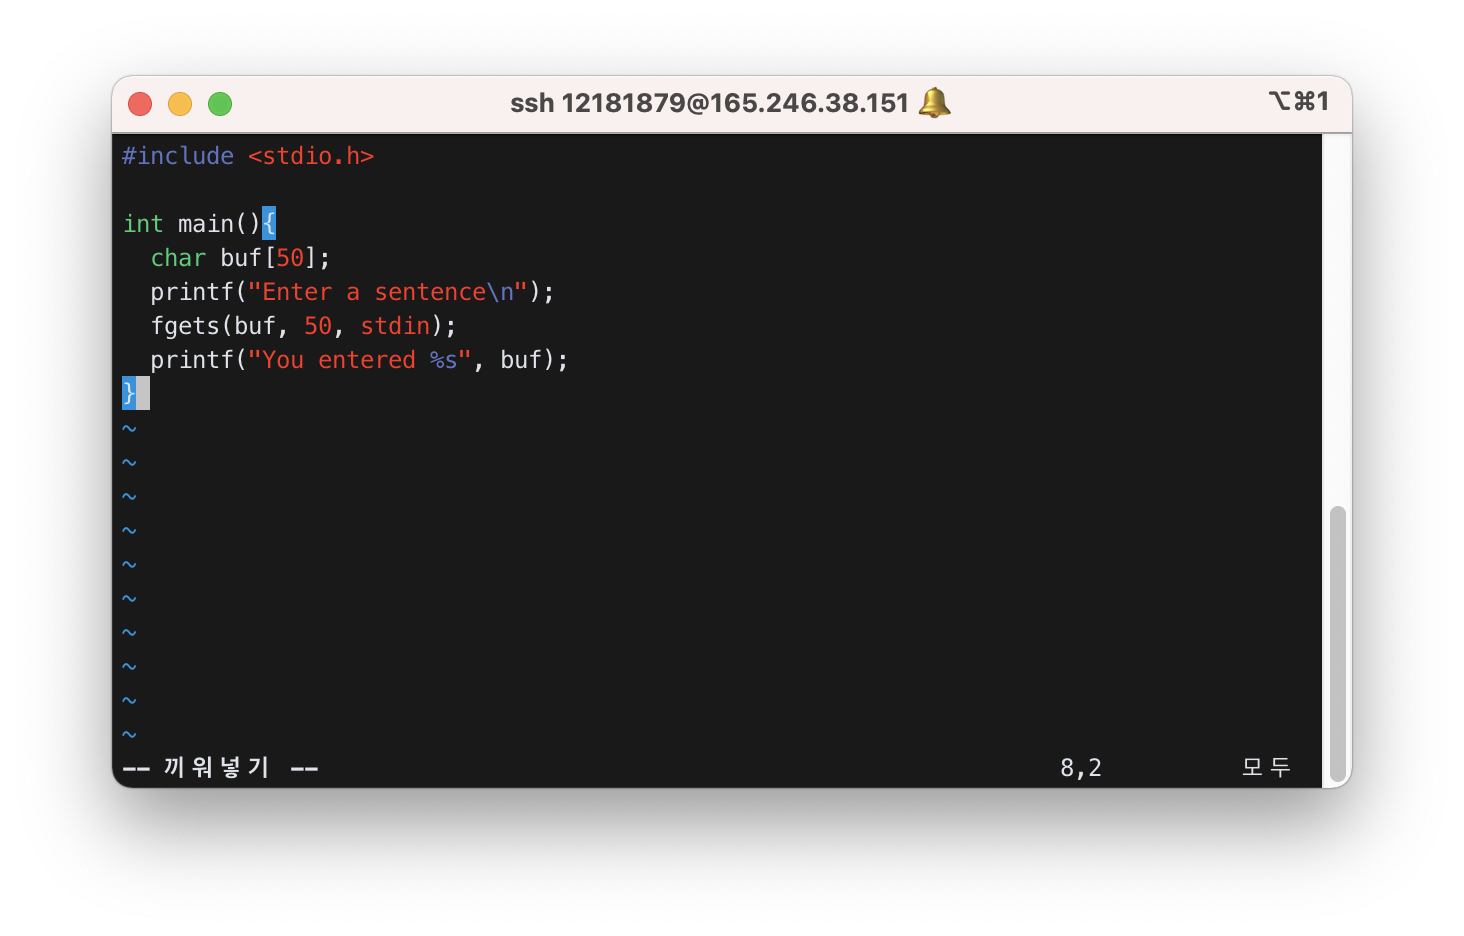 ssh 12181879@165.246.38.151 🔔 ⌥⌘1
#include <stdio.h>
int main(){
  char buf[50];
  printf("Enter a sentence\n");
  fgets(buf, 50, stdin);
  printf("You entered %s", buf);
}
~
~
~
~
~
~
~
~
~
~
-- 끼워넣기 -- 8,2 모두